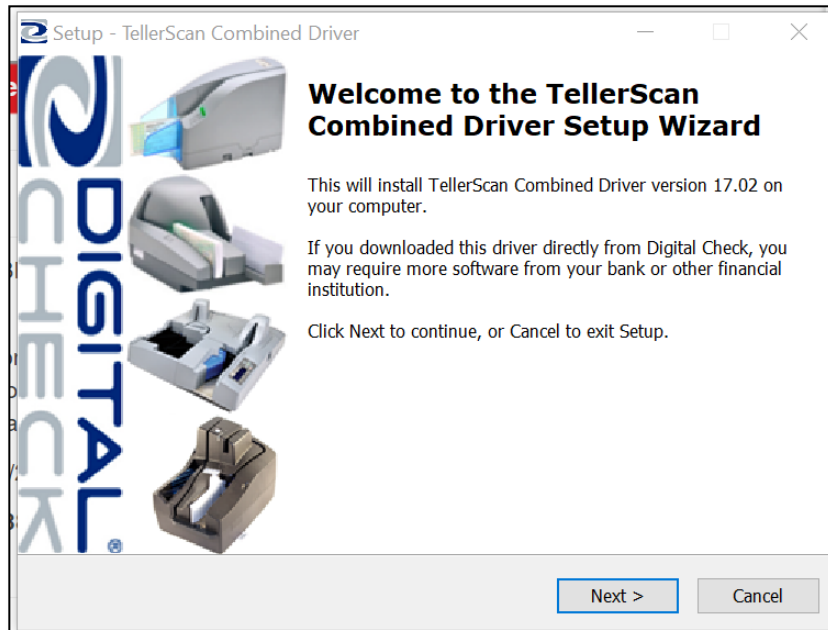 Setup - TellerScan Combined Driver
DIGITAL
CHECK
®
Welcome to the TellerScan
Combined Driver Setup Wizard
This will install TellerScan Combined Driver version 17.02 on
your computer.
If you downloaded this driver directly from Digital Check, you
may require more software from your bank or other financial
institution.
Click Next to continue, or Cancel to exit Setup.
Next >
Cancel